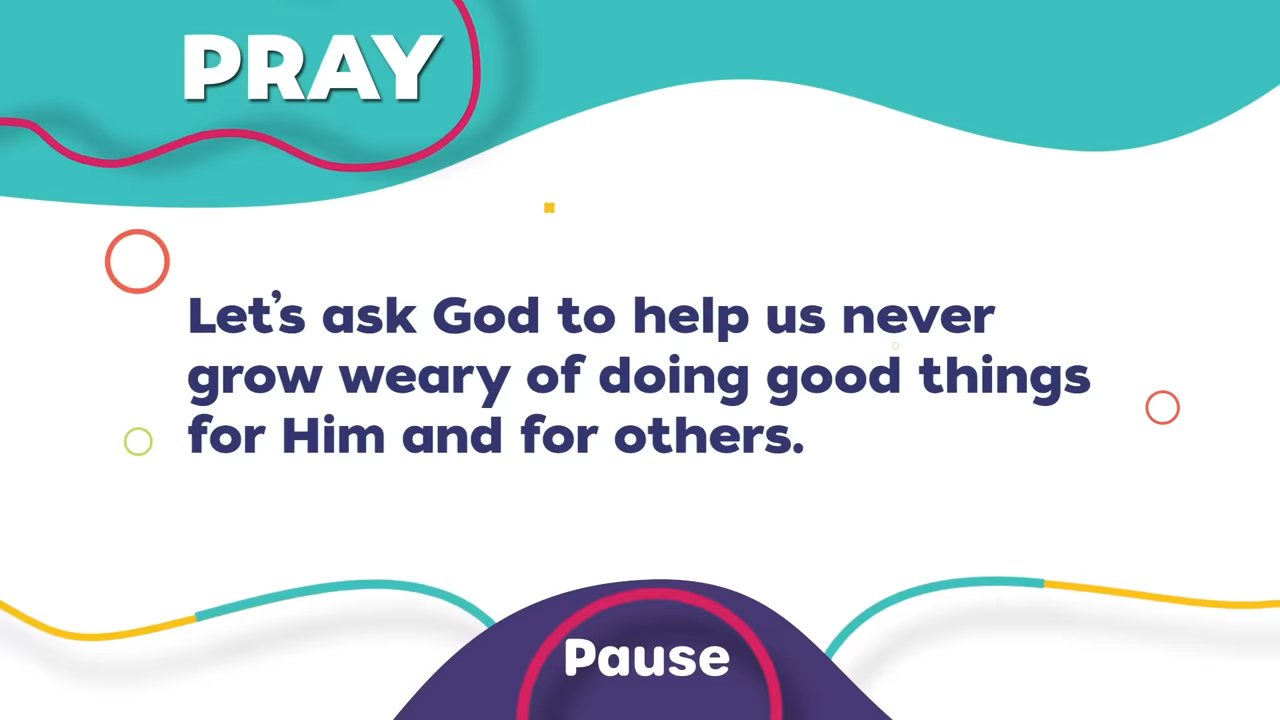 PRAY
Let’s ask God to help us never
grow weary of doing good things
for Him and for others.
Pause